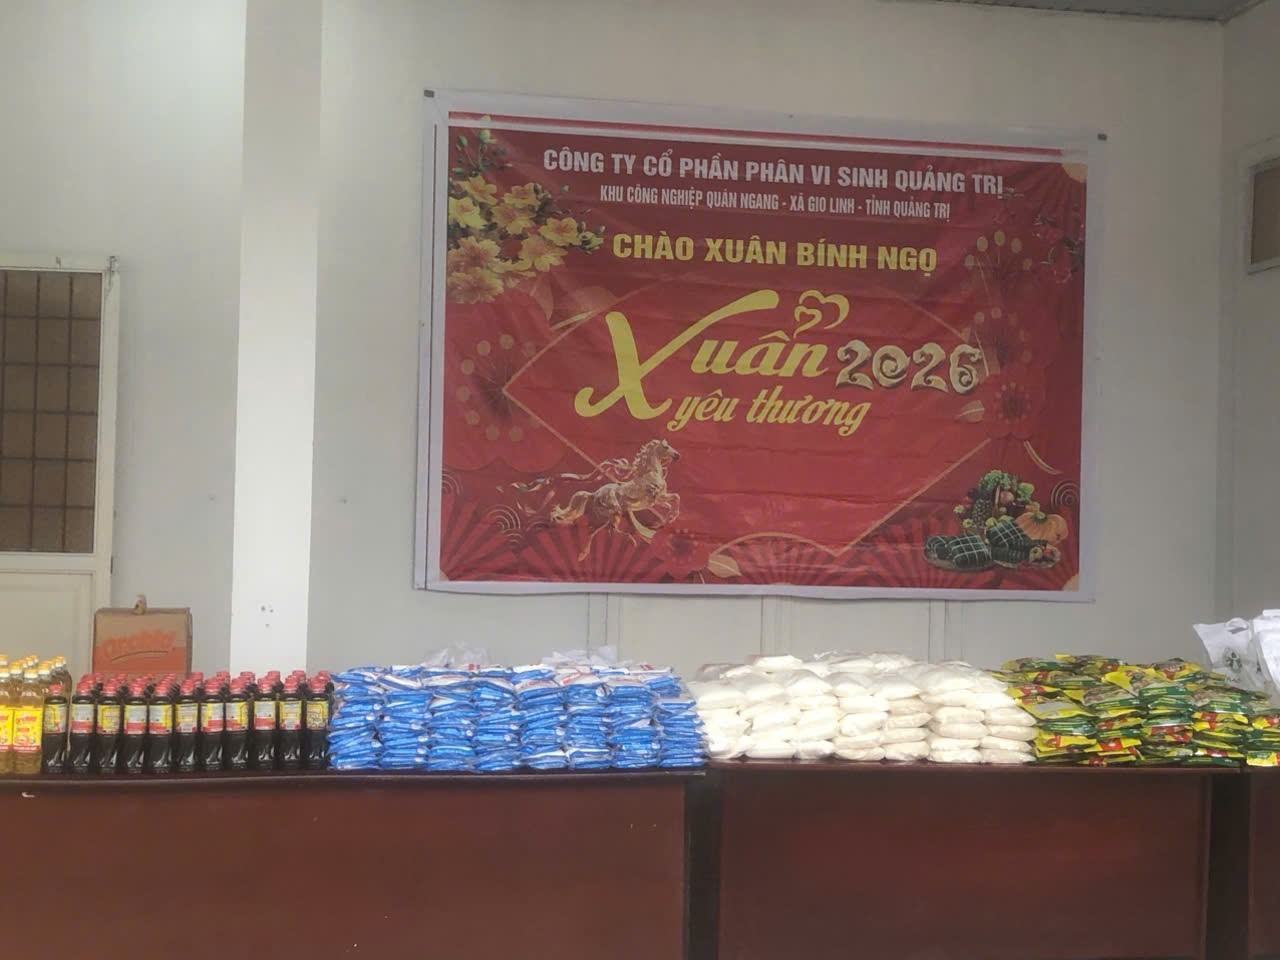 CÔNG TY CỔ PHẦN PHÂN VI SINH QUẢNG TRỊ
KHU CÔNG NGHIỆP QUÁN NGANG - XÃ GIO LINH - TỈNH QUẢNG TRỊ
CHÀO XUÂN BÍNH NGỌ
Xuân 2026
yêu thương